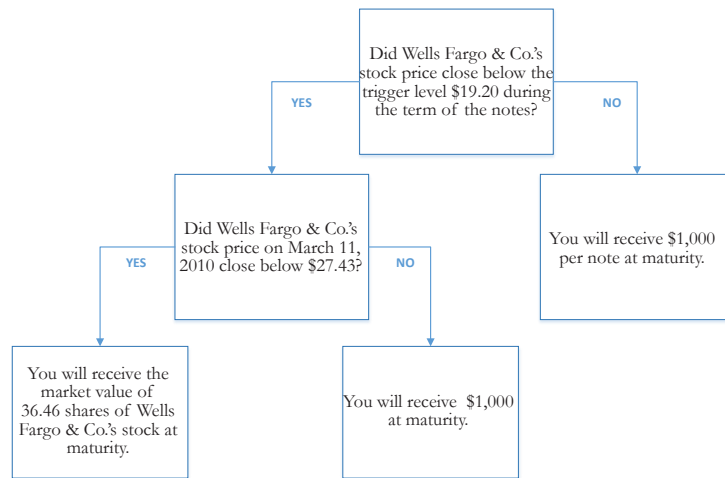 Did Wells Fargo & Co.'s
stock price close below the
trigger level $19.20 during
the term of the notes?
YES
NO
Did Wells Fargo & Co.'s
stock price on March 11,
2010 close below $27.43?
You will receive $1,000
per note at maturity.
YES
NO
You will receive the
market value of
36.46 shares of Wells
Fargo & Co.'s stock at
maturity.
You will receive $1,000
at maturity.